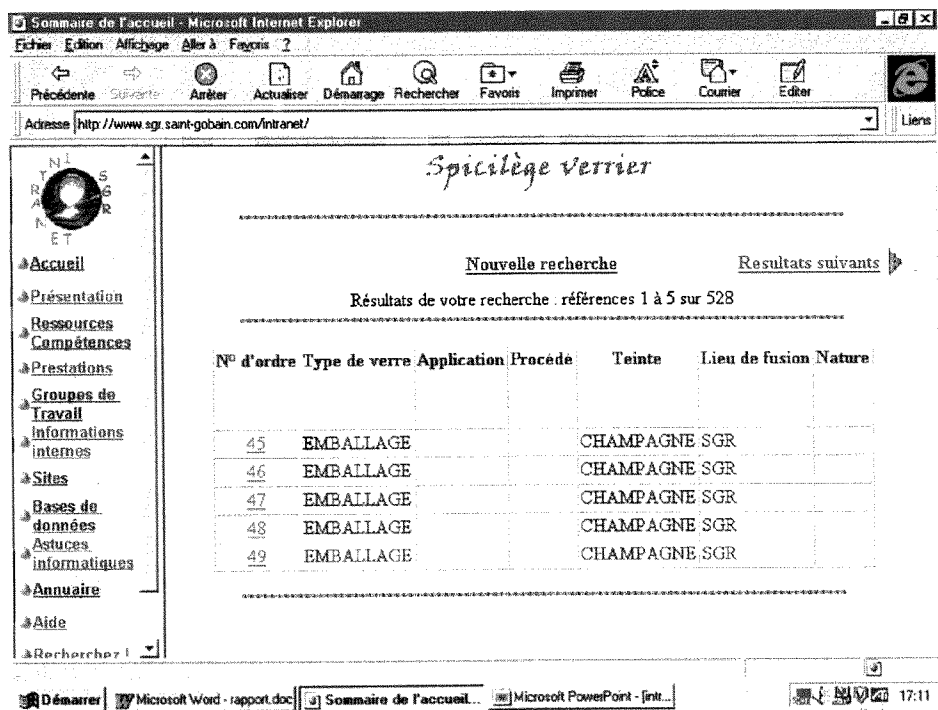 Sommaire de l'accueil - Microsoft Internet Explorer
Fichier Edition Affichage Aller à Favoris ?
Précédente Suivante Arrêter Actualiser Démarrage Rechercher Favoris Imprimer Police Courrier Editer
Adresse http://www.sgr.saint-gobain.com/intranet/ Liens
INTRANET SGR
Spicilège verrier
Nouvelle recherche Resultats suivants
Résultats de votre recherche : références 1 à 5 sur 528
Accueil
Présentation
Ressources
Compétences
Prestations
Groupes de
Travail
Informations
internes
Sites
Bases de
données
Astuces
informatiques
Annuaire
Aide
Recherchez !
N° d'ordre Type de verre Application Procédé Teinte Lieu de fusion Nature
45 EMBALLAGE CHAMPAGNE SGR
46 EMBALLAGE CHAMPAGNE SGR
47 EMBALLAGE CHAMPAGNE SGR
48 EMBALLAGE CHAMPAGNE SGR
49 EMBALLAGE CHAMPAGNE SGR
Démarrer Microsoft Word - rapport.doc Sommaire de l'accueil... Microsoft PowerPoint - [intr... 17:11